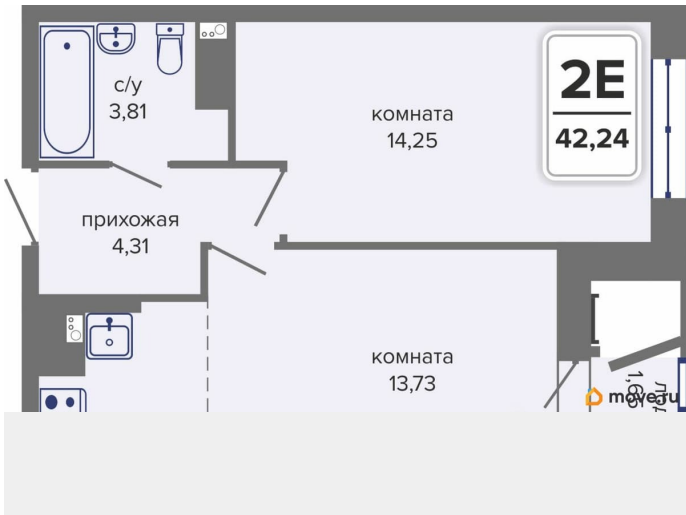 с/у
3,81
комната
14,25
2Е
42,24
прихожая
4,31
комната
13,73
1,65
move.ru